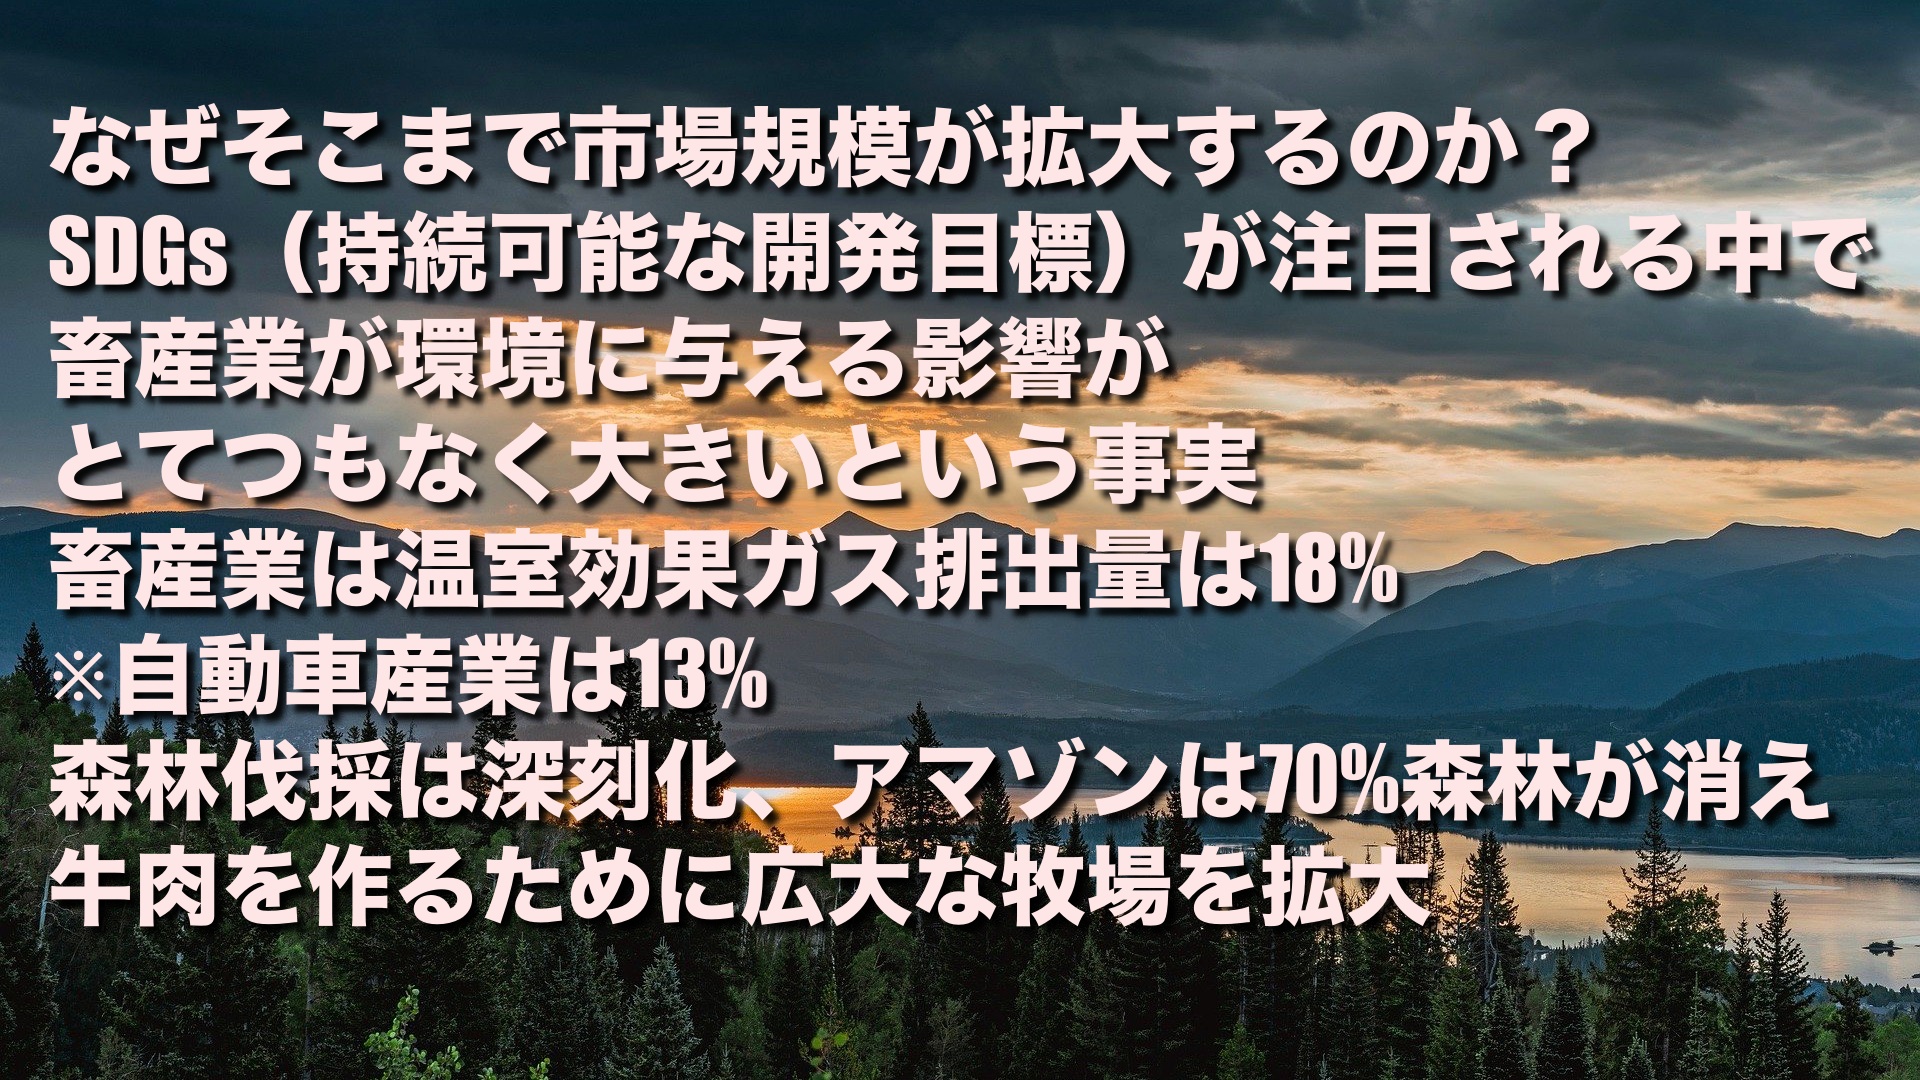 なぜそこまで市場規模が拡大するのか？
SDGs（持続可能な開発目標）が注目される中で
畜産業が環境に与える影響が
とてつもなく大きいという事実
畜産業は温室効果ガス排出量は18%
※自動車産業は13%
森林伐採は深刻化、アマゾンは70%森林が消え
牛肉を作るために広大な牧場を拡大